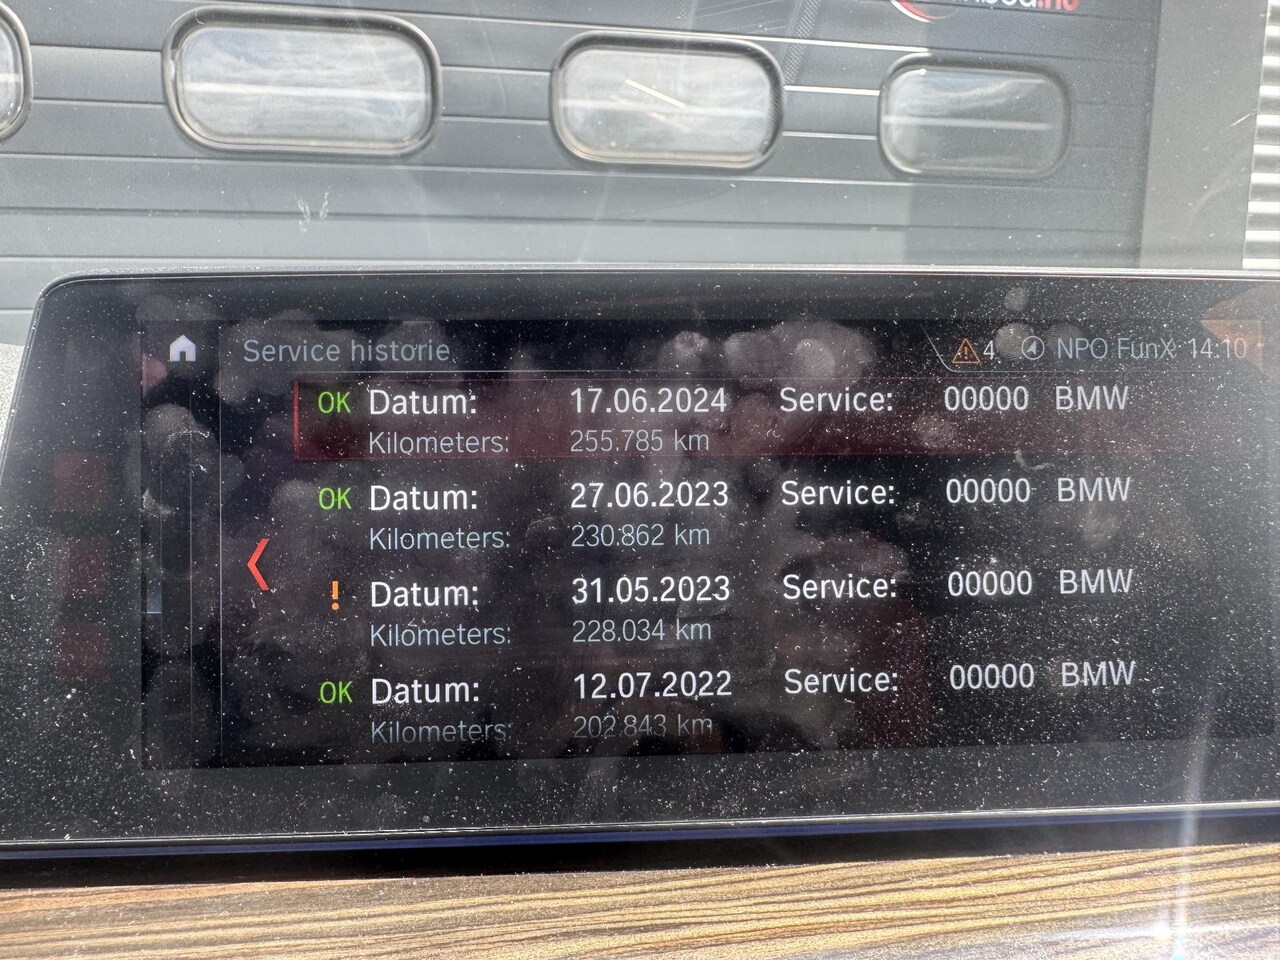 Service historie 4 NPO FunX 14:10
OK Datum: 17.06.2024 Service: 00000 BMW
Kilometers: 255.785 km
OK Datum: 27.06.2023 Service: 00000 BMW
Kilometers: 230.862 km
! Datum: 31.05.2023 Service: 00000 BMW
Kilometers: 228.034 km
OK Datum: 12.07.2022 Service: 00000 BMW
Kilometers: 202.843 km